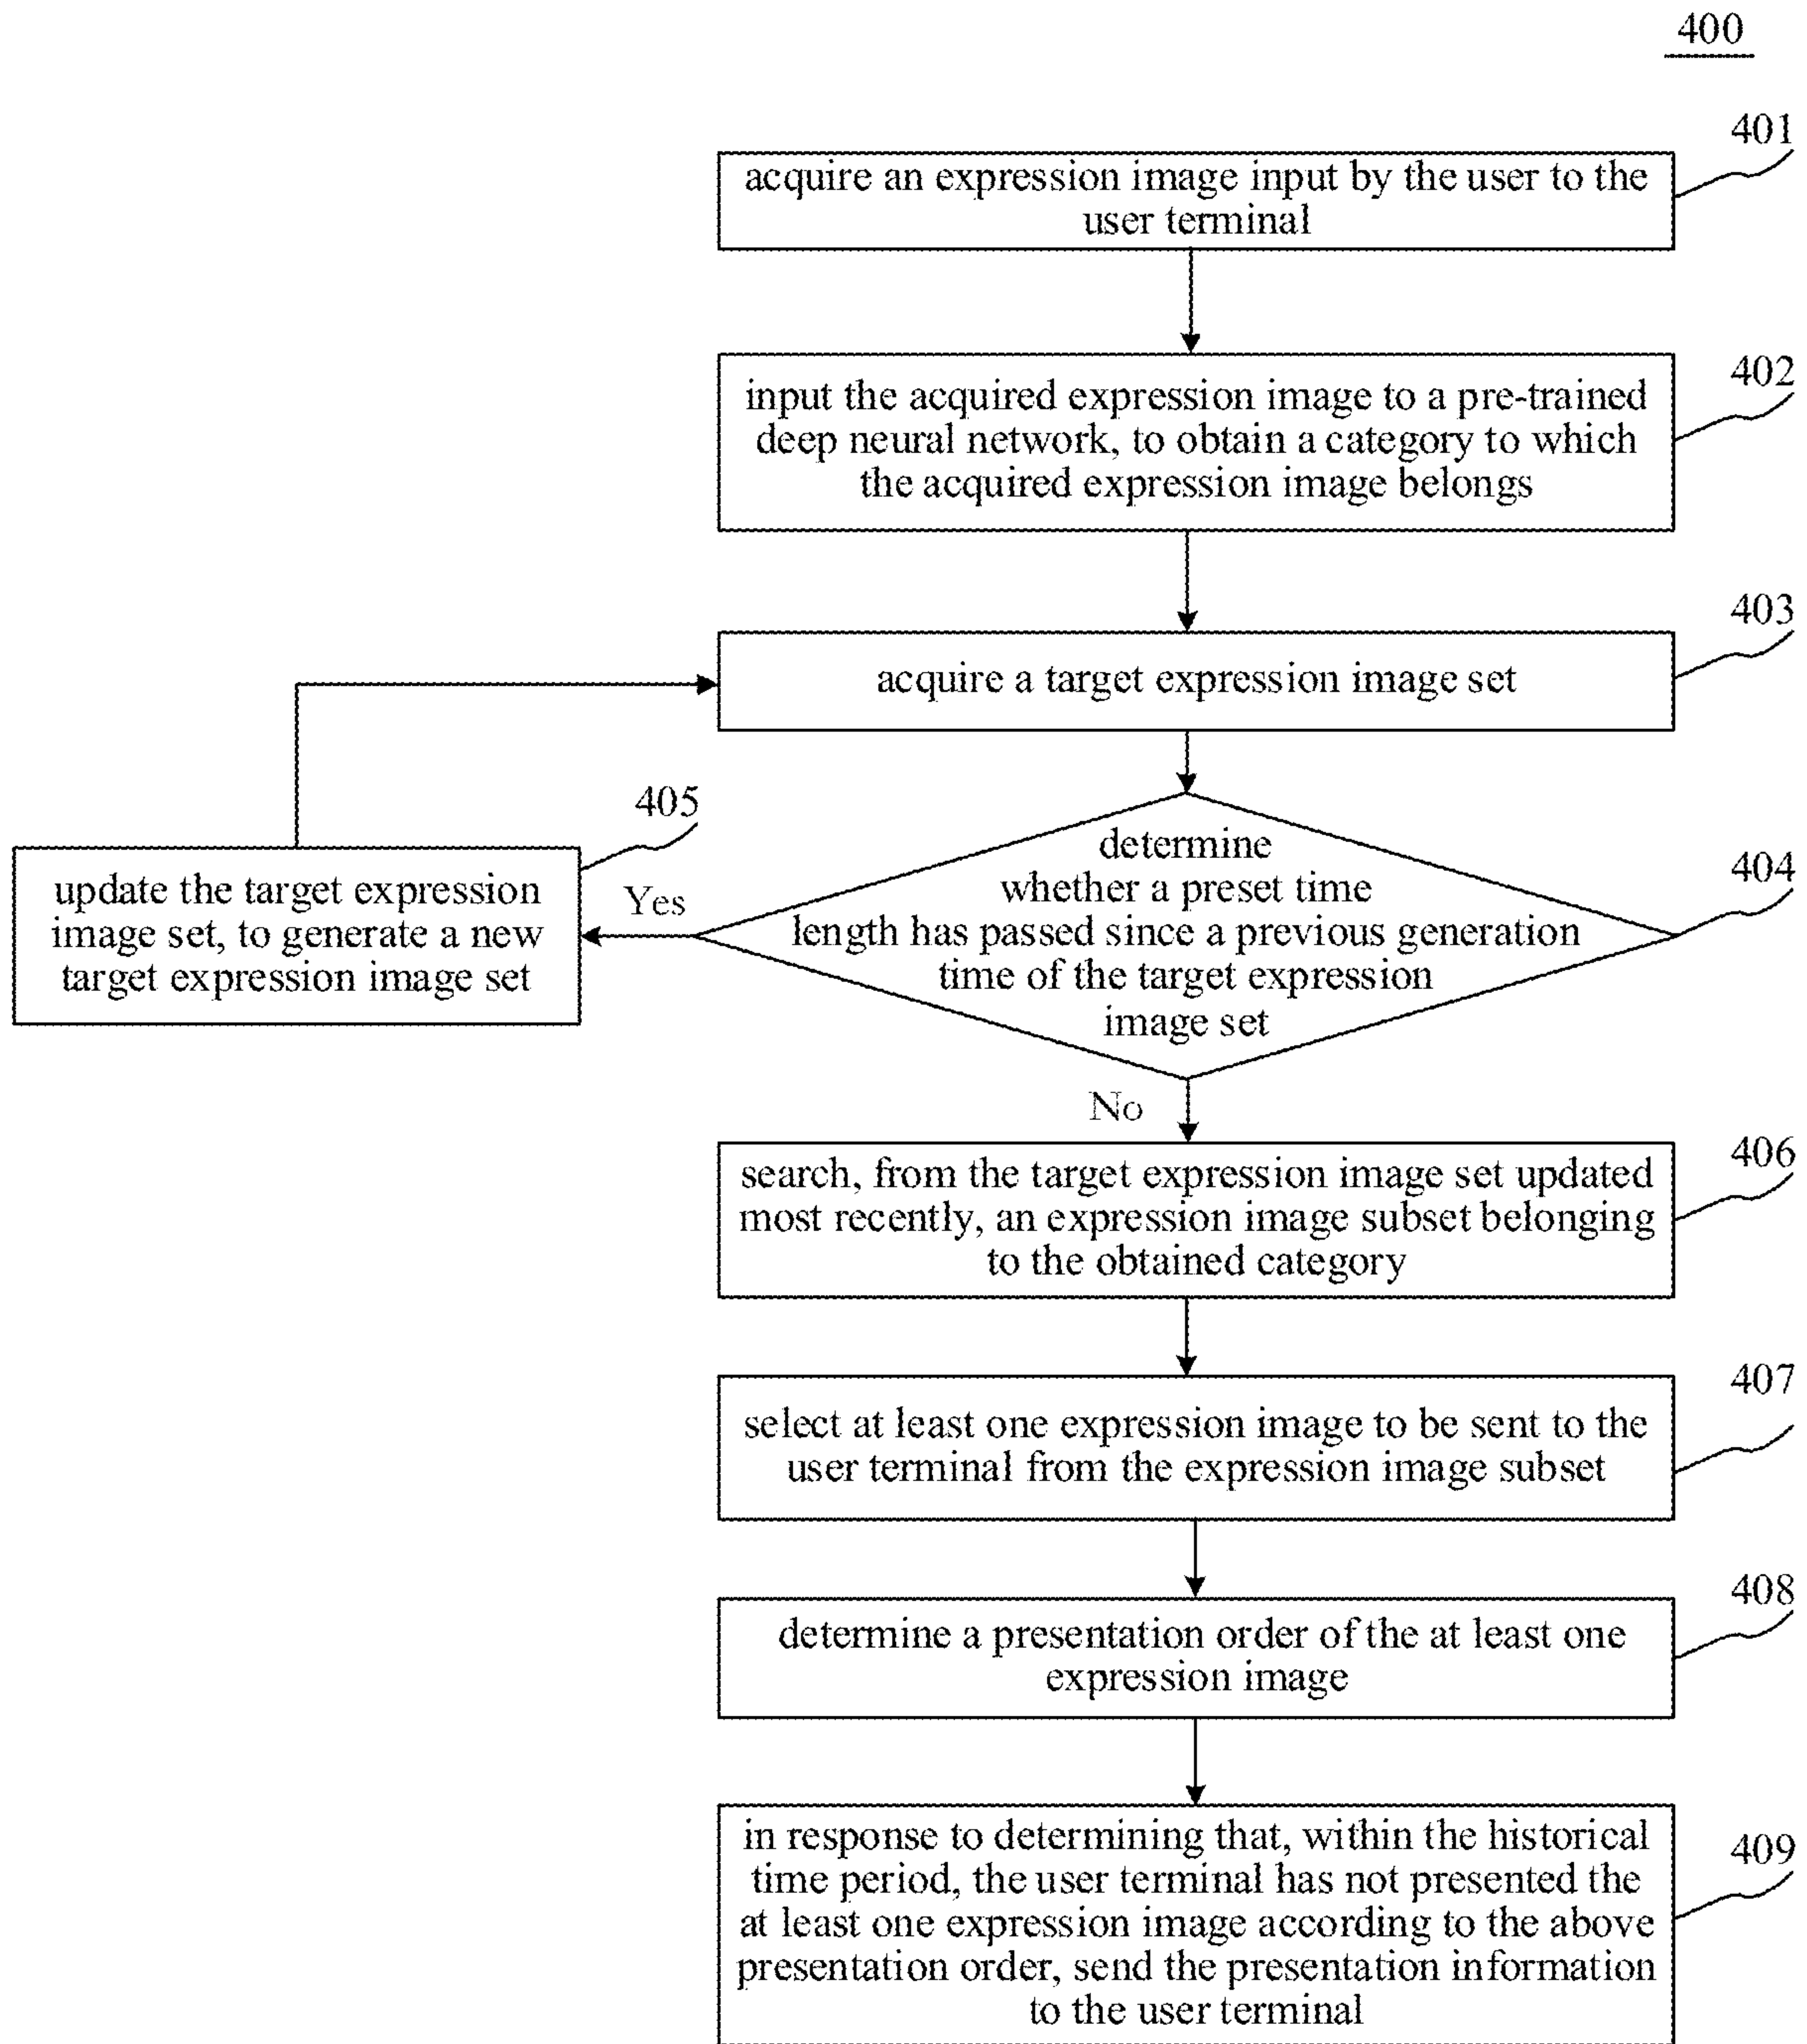 400
401
acquire an expression image input by the user to the
user terminal
402
input the acquired expression image to a pre-trained
deep neural network, to obtain a category to which
the acquired expression image belongs
403
acquire a target expression image set
404
determine
whether a preset time
length has passed since a previous generation
time of the target expression
image set
405
Yes
update the target expression
image set, to generate a new
target expression image set
No
406
search, from the target expression image set updated
most recently, an expression image subset belonging
to the obtained category
407
select at least one expression image to be sent to the
user terminal from the expression image subset
408
determine a presentation order of the at least one
expression image
409
in response to determining that, within the historical
time period, the user terminal has not presented the
at least one expression image according to the above
presentation order, send the presentation information
to the user terminal